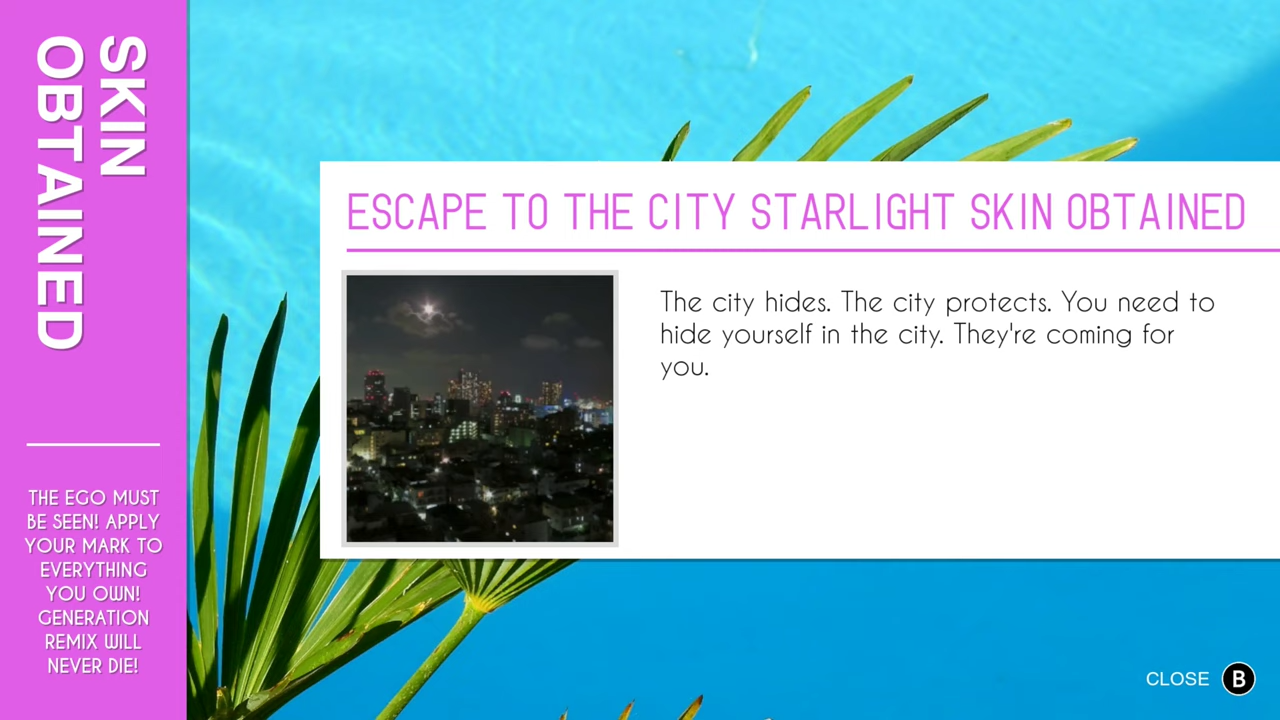 SKIN
OBTAINED
THE EGO MUST
BE SEEN! APPLY
YOUR MARK TO
EVERYTHING
YOU OWN!
GENERATION
REMIX WILL
NEVER DIE!
ESCAPE TO THE CITY STARLIGHT SKIN OBTAINED
The city hides. The city protects. You need to
hide yourself in the city. They're coming for
you.
CLOSE B